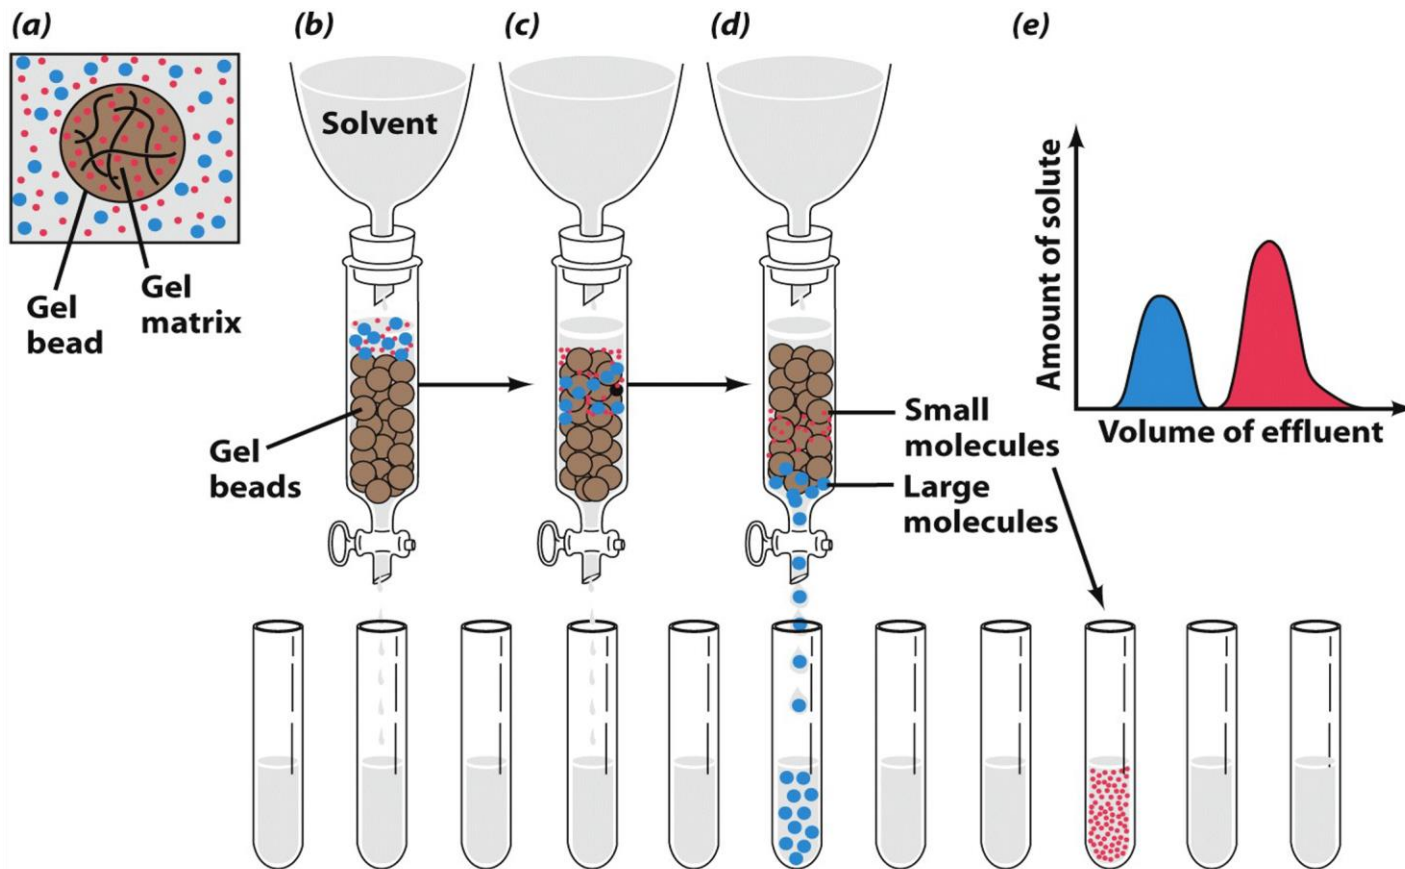 (a)
(b)
(c)
(d)
(e)
Solvent
Gel
bead
Gel
matrix
Gel
beads
Small
molecules
Large
molecules
Amount of solute
Volume of effluent